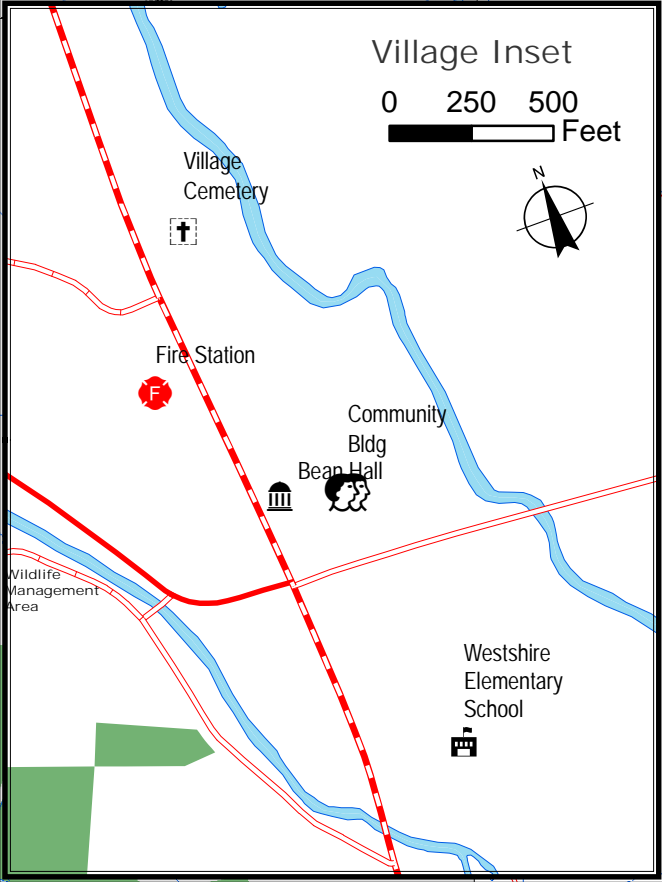 Village Inset
0 250 500
Feet
N
Village
Cemetery
Fire Station
F
Community
Bldg
Bean Hall
Wildlife
Management
Area
Westshire
Elementary
School